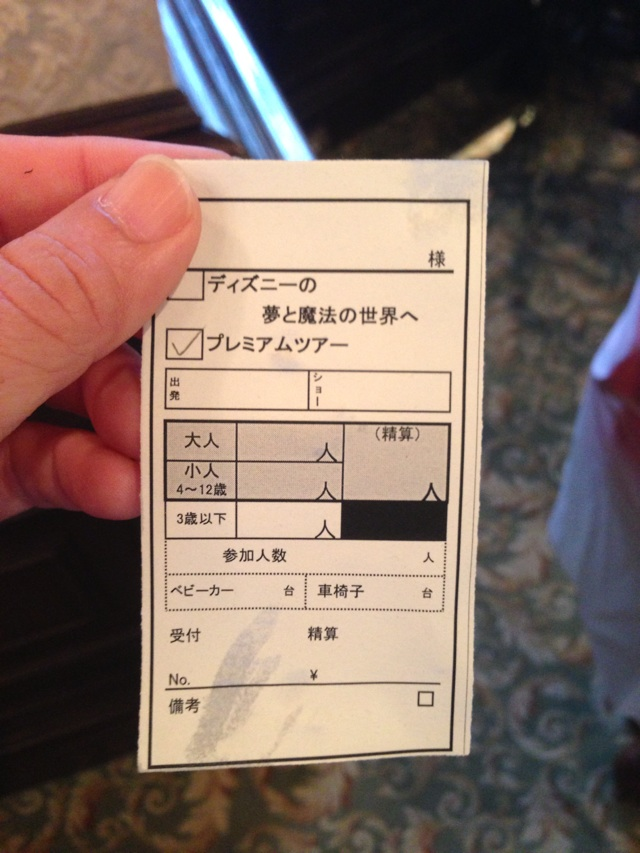 様
ディズニーの
夢と魔法の世界へ
プレミアムツアー
出発 ショー
大人 人 (精算)
小人
4〜12歳 人 人
3歳以下 人
参加人数 人
ベビーカー 台 車椅子 台
受付 精算
No. ¥
備考